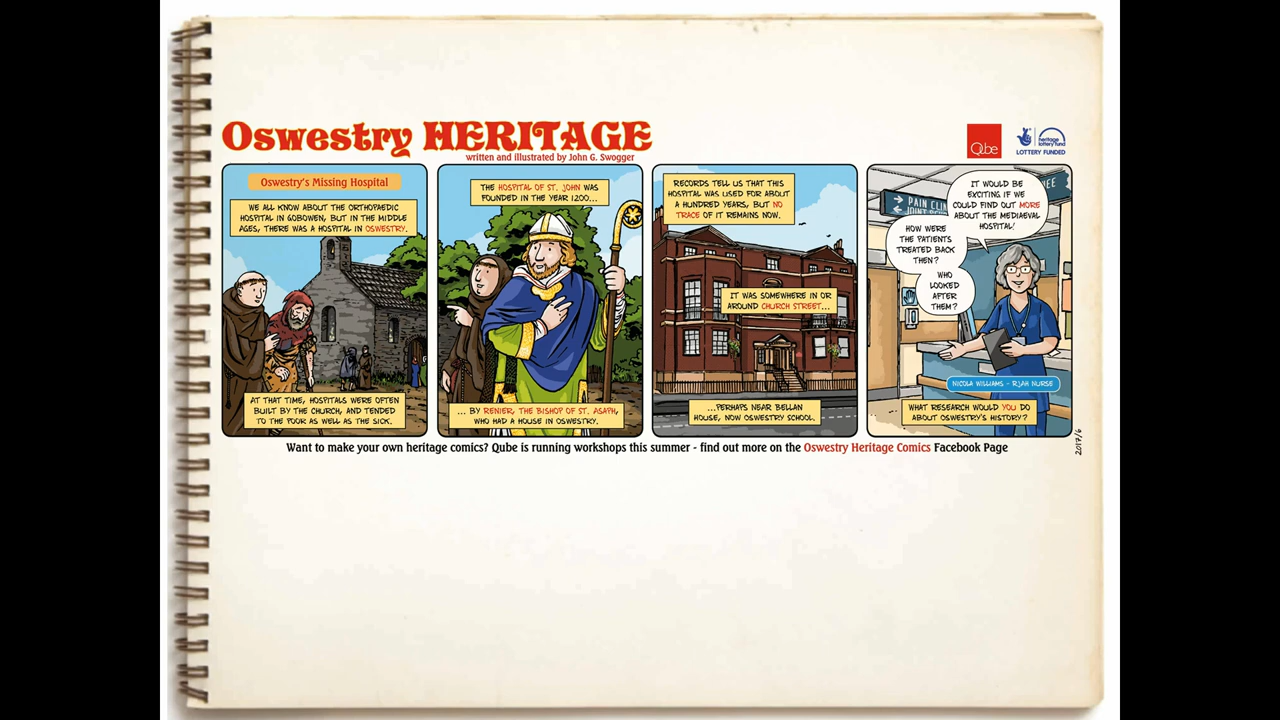 Oswestry HERITAGE
written and illustrated by John G. Swogger
Qube
heritage
lottery fund
LOTTERY FUNDED
Oswestry's Missing Hospital
WE ALL KNOW ABOUT THE ORTHOPAEDIC
HOSPITAL IN GOBOWEN, BUT IN THE MIDDLE
AGES, THERE WAS A HOSPITAL IN OSWESTRY.
AT THAT TIME, HOSPITALS WERE OFTEN
BUILT BY THE CHURCH, AND TENDED
TO THE POOR AS WELL AS THE SICK.
THE HOSPITAL OF ST. JOHN WAS
FOUNDED IN THE YEAR 1200...
... BY RENIER, THE BISHOP OF ST. ASAPH,
WHO HAD A HOUSE IN OSWESTRY.
RECORDS TELL US THAT THIS
HOSPITAL WAS USED FOR ABOUT
A HUNDRED YEARS, BUT NO
TRACE OF IT REMAINS NOW.
IT WAS SOMEWHERE IN OR
AROUND CHURCH STREET...
...PERHAPS NEAR BELLAN
HOUSE, NOW OSWESTRY SCHOOL.
PAIN CLIN
IT WOULD BE
EXCITING IF WE
COULD FIND OUT MORE
ABOUT THE MEDIAEVAL
HOSPITAL!
HOW WERE
THE PATIENTS
TREATED BACK
THEN?
WHO
LOOKED
AFTER
THEM?
NICOLA WILLIAMS - RJAH NURSE
WHAT RESEARCH WOULD YOU DO
ABOUT OSWESTRY'S HISTORY?
2017/6
Want to make your own heritage comics? Qube is running workshops this summer - find out more on the Oswestry Heritage Comics Facebook Page